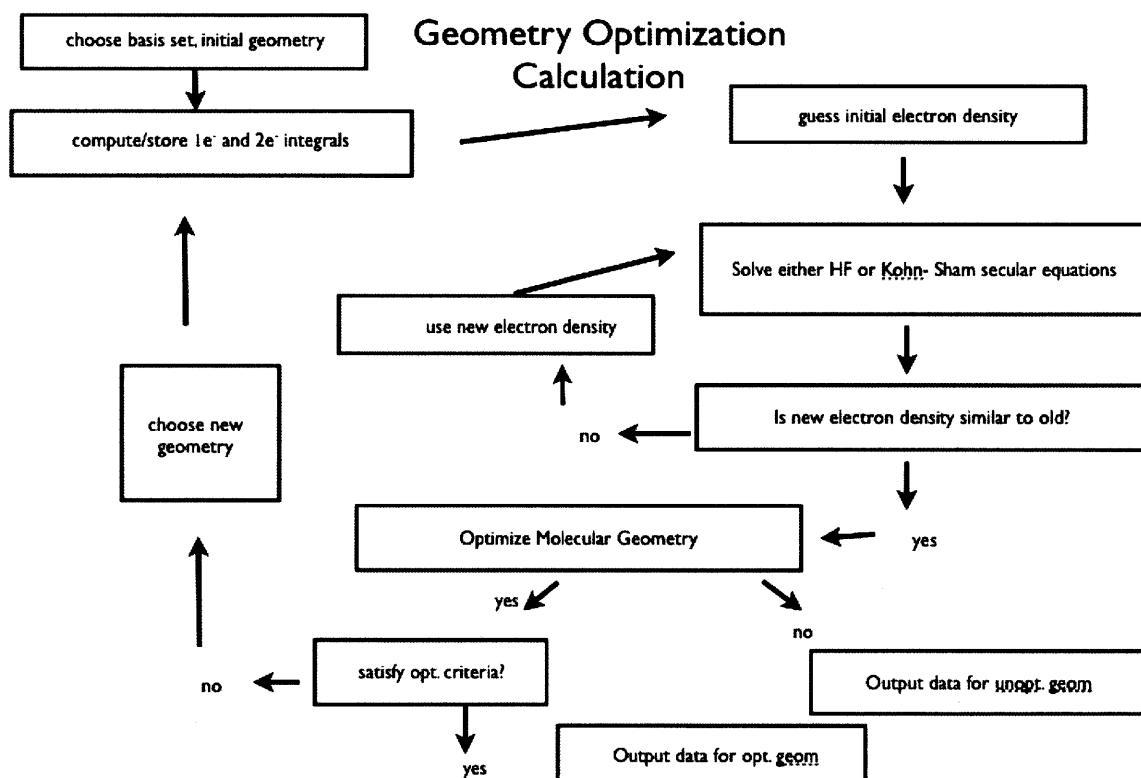 Geometry Optimization
Calculation
choose basis set, initial geometry
compute/store 1e⁻ and 2e⁻ integrals
guess initial electron density
Solve either HF or Kohn- Sham secular equations
use new electron density
Is new electron density similar to old?
no
choose new
geometry
yes
Optimize Molecular Geometry
yes
no
satisfy opt. criteria?
no
Output data for unopt. geom
yes
Output data for opt. geom